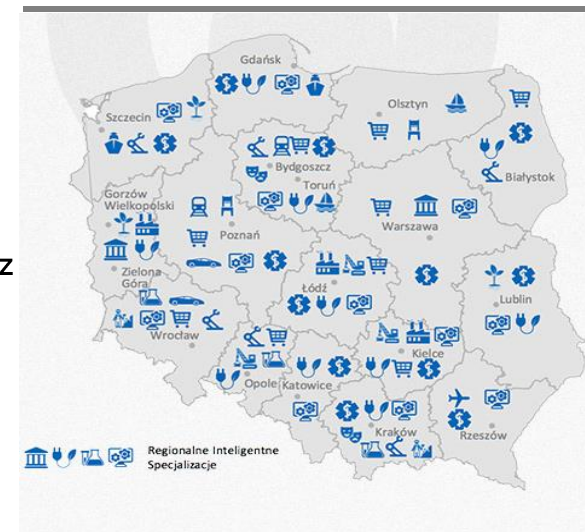 Gdańsk
Olsztyn
Szczecin
Bydgoszcz
Białystok
Toruń
Gorzów
Wielkopolski
Poznań
Warszawa
z
Zielona
Góra
Łódź
Lublin
Wrocław
Kielce
Opole
Katowice
Kraków
Rzeszów
Regionalne Inteligentne
Specjalizacje